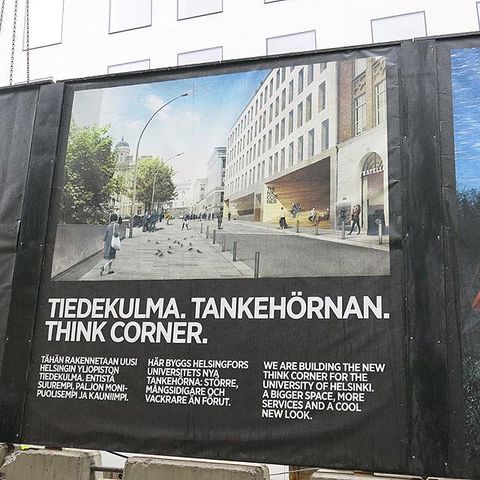 TIEDEKULMA. TANKEHÖRNAN.
THINK CORNER.
TÄHÄN RAKENNETAAN UUSI
HELSINGIN YLIOPISTON
TIEDEKULMA. ENTISTÄ
SUUREMPI, PALJON MONI-
PUOLISEMPI JA KAUNIIMPI.
HÄR BYGGS HELSINGFORS
UNIVERSITETS NYA
TANKEHÖRNA: STÖRRE,
MÅNGSIDIGARE OCH
VACKRARE ÄN FÖRUT.
WE ARE BUILDING THE NEW
THINK CORNER FOR THE
UNIVERSITY OF HELSINKI.
A BIGGER SPACE, MORE
SERVICES AND A COOL
NEW LOOK.